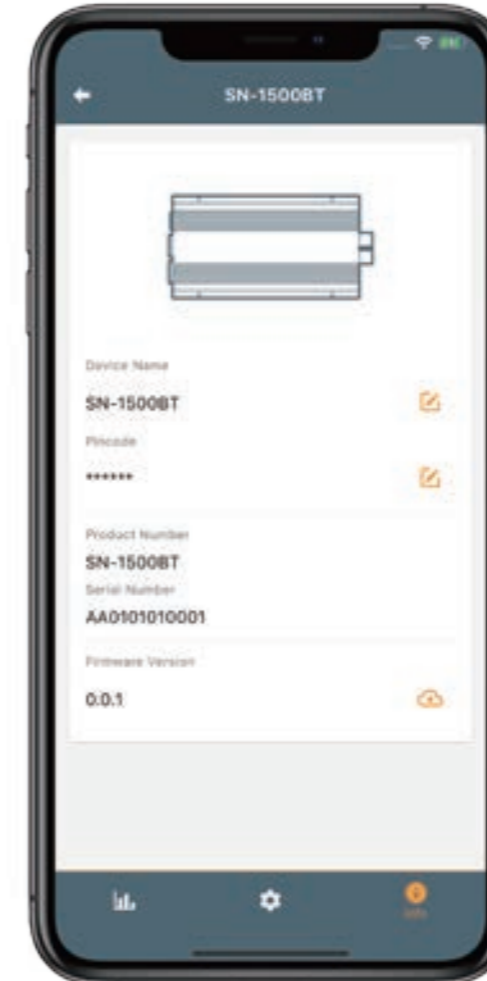 SN-1500BT
Device Name
SN-1500BT
Pincode
******
Product Number
SN-1500BT
Serial Number
AA0101010001
Firmware Version
0.0.1
Info